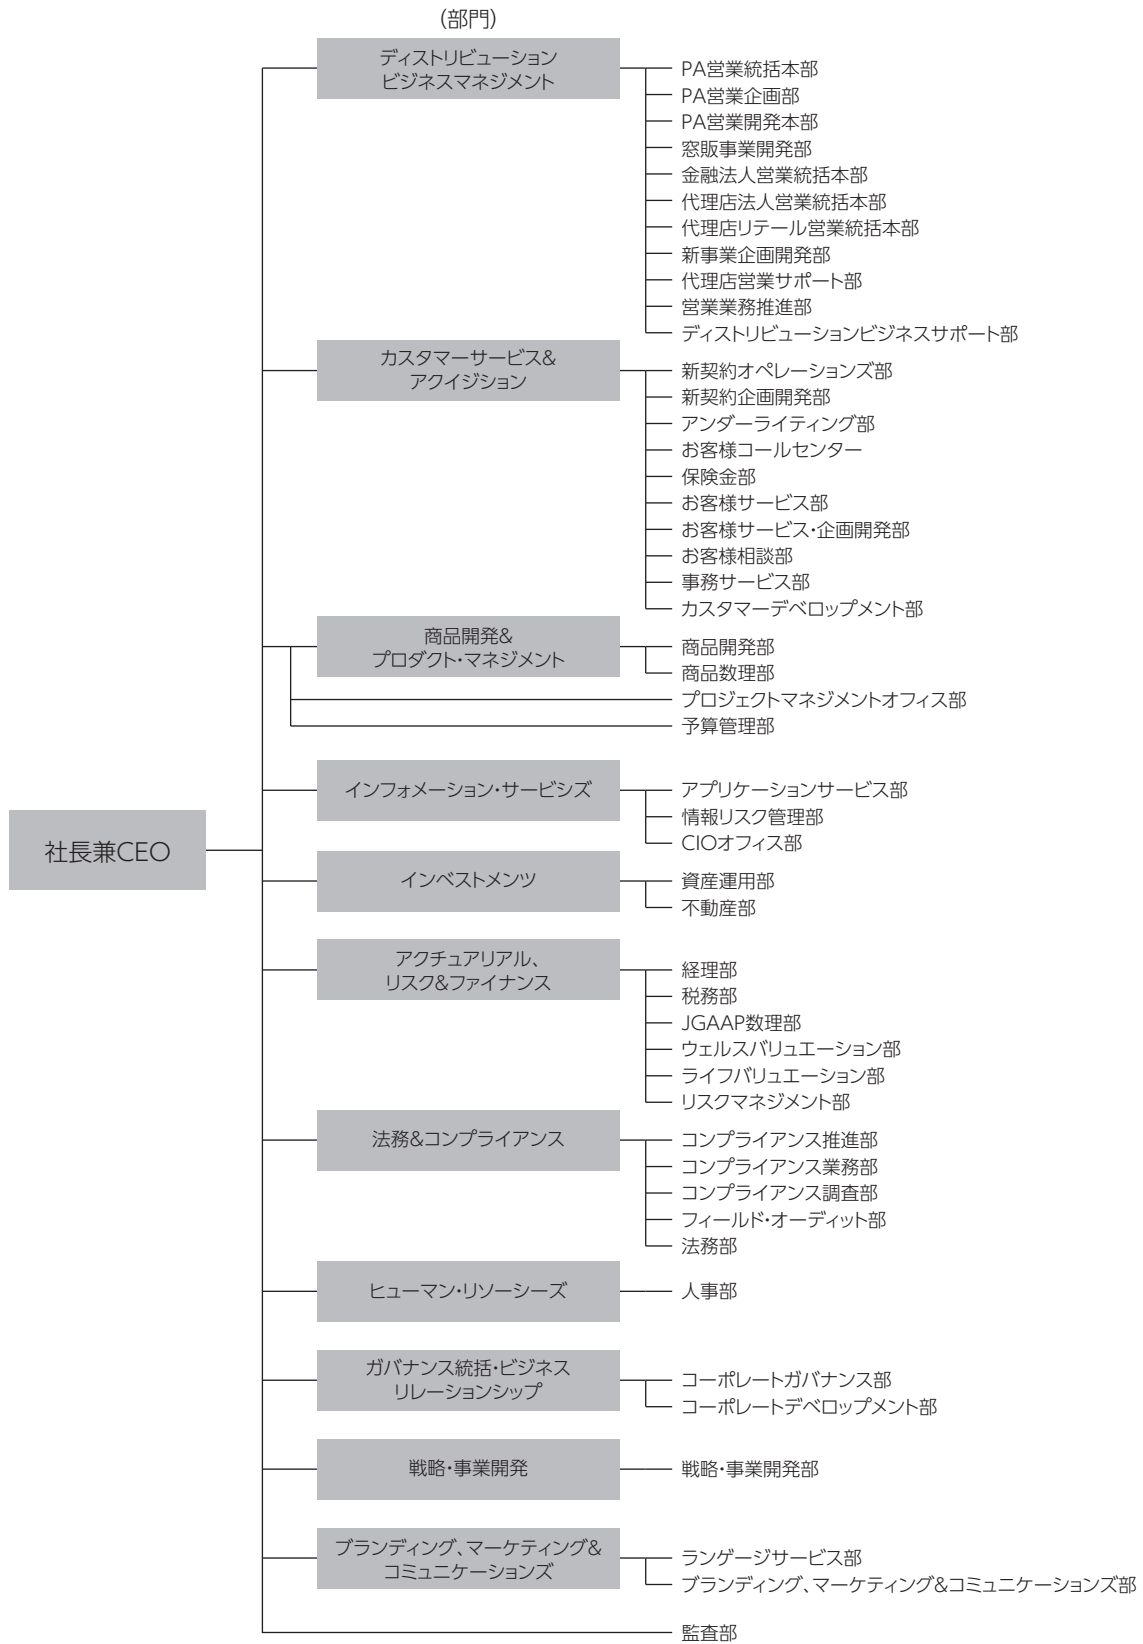 (部門)
ディストリビューション
ビジネスマネジメント
PA営業統括本部
PA営業企画部
PA営業開発本部
窓販事業開発部
金融法人営業統括本部
代理店法人営業統括本部
代理店リテール営業統括本部
新事業企画開発部
代理店営業サポート部
営業業務推進部
ディストリビューションビジネスサポート部
カスタマーサービス&
アクイジション
新契約オペレーションズ部
新契約企画開発部
アンダーライティング部
お客様コールセンター
保険金部
お客様サービス部
お客様サービス・企画開発部
お客様相談部
事務サービス部
カスタマーデベロップメント部
商品開発&
プロダクト・マネジメント
商品開発部
商品数理部
プロジェクトマネジメントオフィス部
予算管理部
インフォメーション・サービシズ
アプリケーションサービス部
情報リスク管理部
CIOオフィス部
社長兼CEO
インベストメンツ
資産運用部
不動産部
アクチュアリアル、
リスク&ファイナンス
経理部
税務部
JGAAP数理部
ウェルスバリュエーション部
ライフバリュエーション部
リスクマネジメント部
法務&コンプライアンス
コンプライアンス推進部
コンプライアンス業務部
コンプライアンス調査部
フィールド・オーディット部
法務部
ヒューマン・リソーシーズ
人事部
ガバナンス統括・ビジネス
リレーションシップ
コーポレートガバナンス部
コーポレートデベロップメント部
戦略・事業開発
戦略・事業開発部
ブランディング、マーケティング&
コミュニケーションズ
ランゲージサービス部
ブランディング、マーケティング&コミュニケーションズ部
監査部